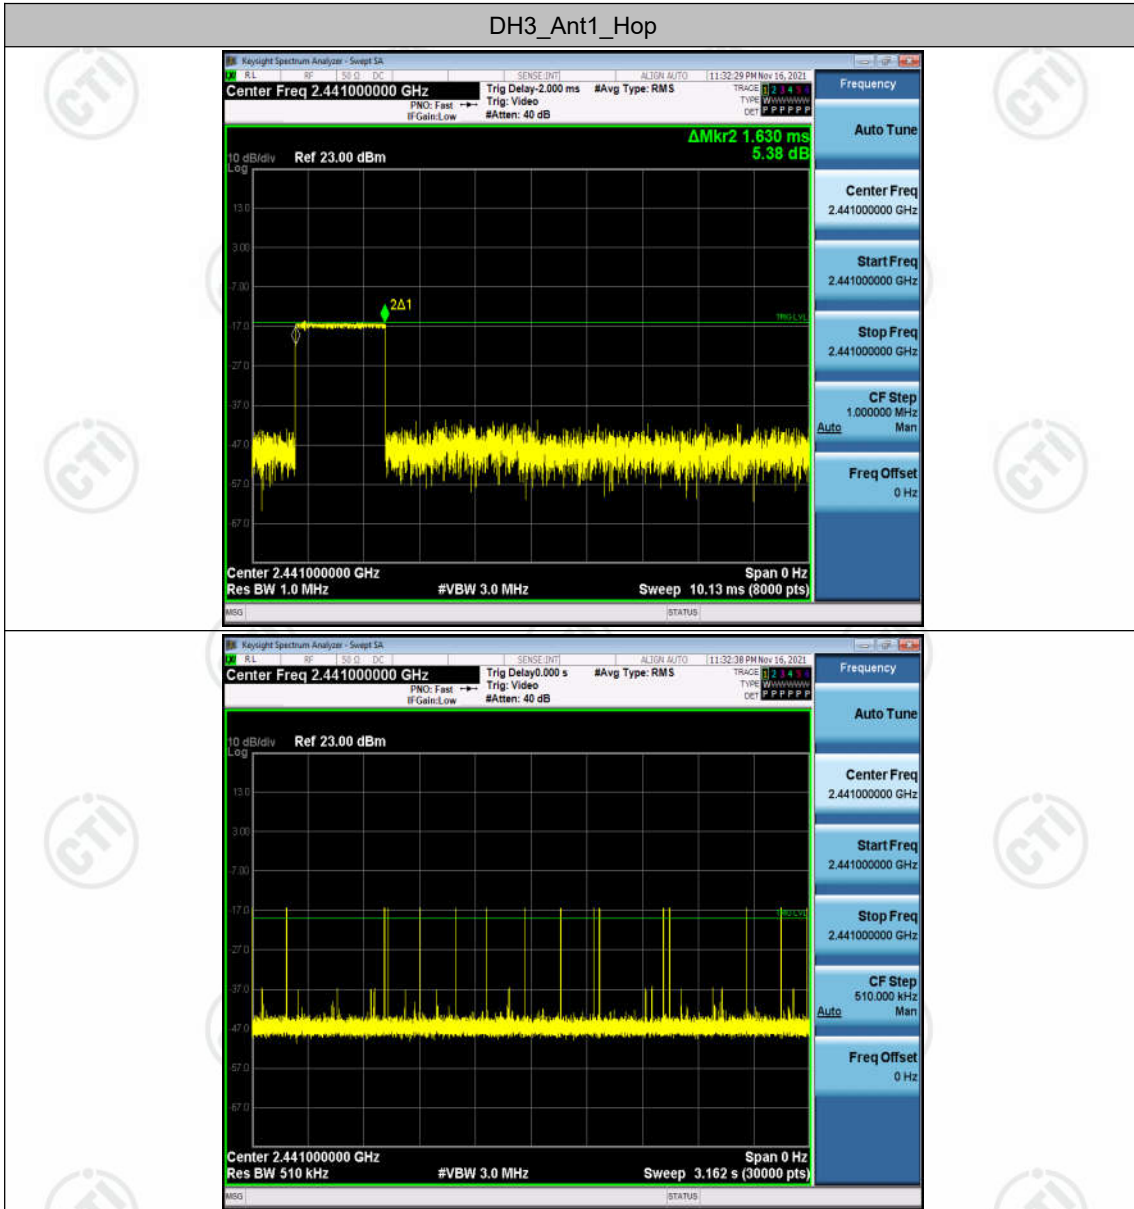 DH3_Ant1_Hop
Keysight Spectrum Analyzer - Swept SA
RL RF 50 Ω DC SENSE:INT ALIGN AUTO 11:32:29 PM Nov 16, 2021
Center Freq 2.441000000 GHz
PNO: Fast
IFGain:Low
Trig Delay-2.000 ms
Trig: Video
#Atten: 40 dB
#Avg Type: RMS
TRACE 1 2 3 4 5 6
TYPE WWWWWW
DET P P P P P P
ΔMkr2 1.630 ms
5.38 dB
10 dB/div Ref 23.00 dBm
Log
13.0
3.00
-7.00
2Δ1
TRIG LVL
-17.0
-27.0
-37.0
-47.0
-57.0
-67.0
Center 2.441000000 GHz Span 0 Hz
Res BW 1.0 MHz #VBW 3.0 MHz Sweep 10.13 ms (8000 pts)
MSG STATUS
Frequency
Auto Tune
Center Freq
2.441000000 GHz
Start Freq
2.441000000 GHz
Stop Freq
2.441000000 GHz
CF Step
1.000000 MHz
Auto Man
Freq Offset
0 Hz
Keysight Spectrum Analyzer - Swept SA
RL RF 50 Ω DC SENSE:INT ALIGN AUTO 11:32:38 PM Nov 16, 2021
Center Freq 2.441000000 GHz
PNO: Fast
IFGain:Low
Trig Delay0.000 s
Trig: Video
#Atten: 40 dB
#Avg Type: RMS
TRACE 1 2 3 4 5 6
TYPE WWWWWW
DET P P P P P P
10 dB/div Ref 23.00 dBm
Log
13.0
3.00
-7.00
-17.0
TRIG LVL
-27.0
-37.0
-47.0
-57.0
-67.0
Center 2.441000000 GHz Span 0 Hz
Res BW 510 kHz #VBW 3.0 MHz Sweep 3.162 s (30000 pts)
MSG STATUS
Frequency
Auto Tune
Center Freq
2.441000000 GHz
Start Freq
2.441000000 GHz
Stop Freq
2.441000000 GHz
CF Step
510.000 kHz
Auto Man
Freq Offset
0 Hz
CTI
CTI
CTI
CTI
CTI
CTI